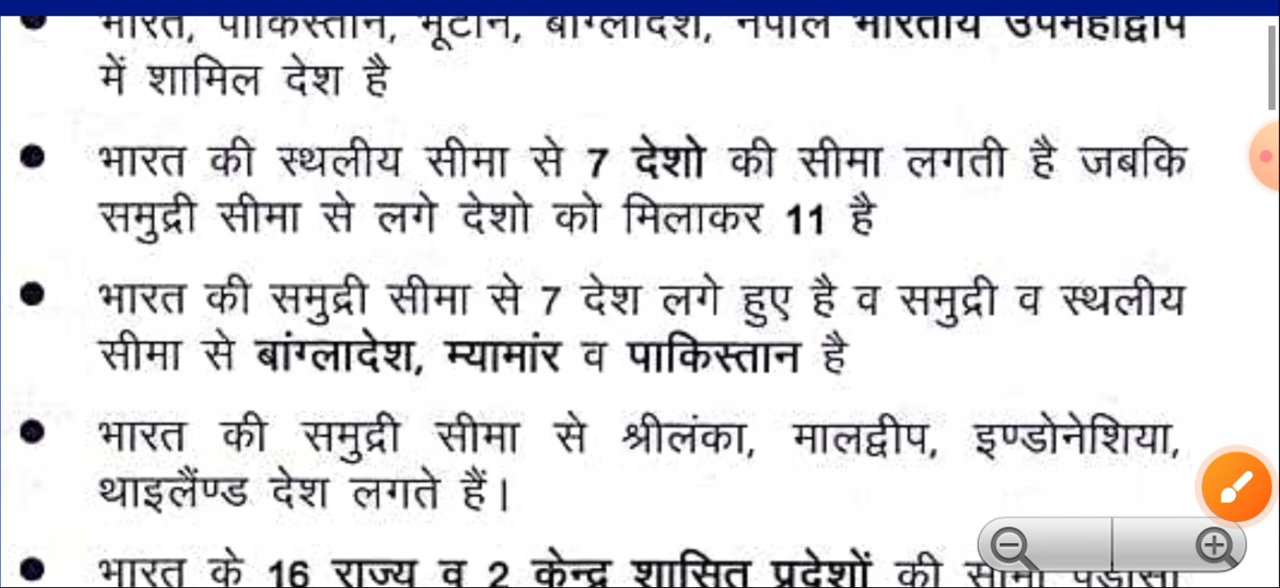 भारत, पाकिस्तान, भूटान, बांग्लादेश, नेपाल भारतीय उपमहाद्वीप
में शामिल देश है
भारत की स्थलीय सीमा से 7 देशो की सीमा लगती है जबकि
समुद्री सीमा से लगे देशो को मिलाकर 11 है
भारत की समुद्री सीमा से 7 देश लगे हुए है व समुद्री व स्थलीय
सीमा से बांग्लादेश, म्यामांर व पाकिस्तान है
भारत की समुद्री सीमा से श्रीलंका, मालद्वीप, इण्डोनेशिया,
थाइलैंण्ड देश लगते हैं।
भारत के 16 राज्य व 2 केन्द्र शासित प्रदेशों की सीमा पड़ोसी